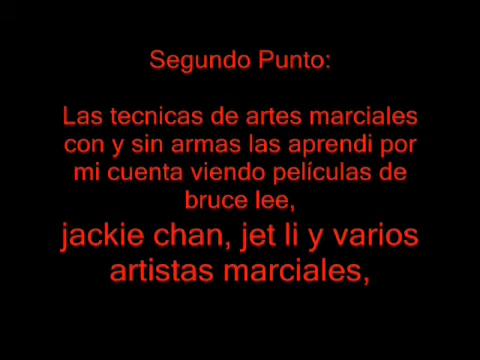 Segundo Punto:
Las tecnicas de artes marciales
con y sin armas las aprendi por
mi cuenta viendo películas de
bruce lee,
jackie chan, jet li y varios
artistas marciales,